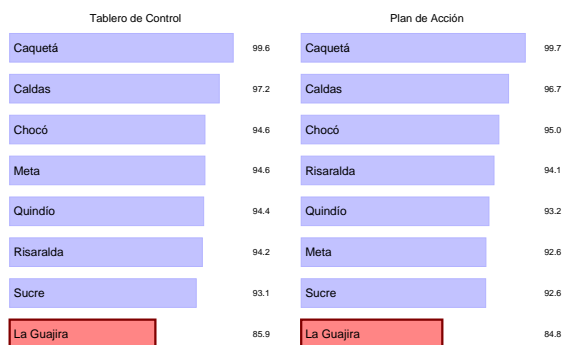 Tablero de Control
Caquetá 99.6
Caldas 97.2
Chocó 94.6
Meta 94.6
Quindío 94.4
Risaralda 94.2
Sucre 93.1
La Guajira 85.9
Plan de Acción
Caquetá 99.7
Caldas 96.7
Chocó 95.0
Risaralda 94.1
Quindío 93.2
Meta 92.6
Sucre 92.6
La Guajira 84.8